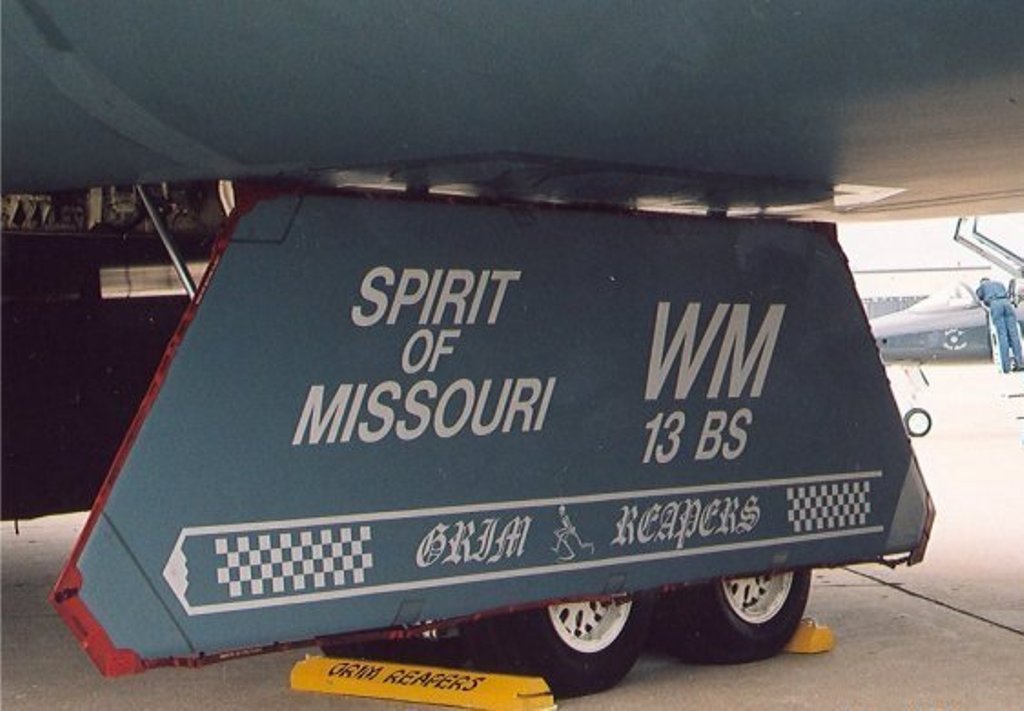 SPIRIT
OF
MISSOURI
WM
13 BS
GRIM REAPERS
GRIM REAPERS